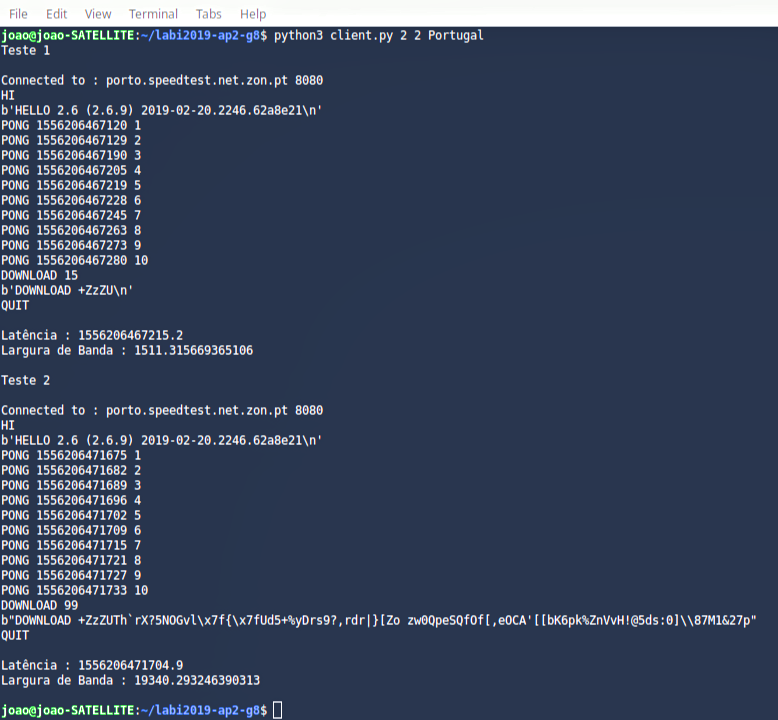 File Edit View Terminal Tabs Help
joao@joao-SATELLITE:~/labi2019-ap2-g8$ python3 client.py 2 2 Portugal
Teste 1
Connected to : porto.speedtest.net.zon.pt 8080
HI
b'HELLO 2.6 (2.6.9) 2019-02-20.2246.62a8e21\n'
PONG 1556206467120 1
PONG 1556206467129 2
PONG 1556206467190 3
PONG 1556206467205 4
PONG 1556206467219 5
PONG 1556206467228 6
PONG 1556206467245 7
PONG 1556206467263 8
PONG 1556206467273 9
PONG 1556206467280 10
DOWNLOAD 15
b'DOWNLOAD +ZzZU\n'
QUIT
Latência : 1556206467215.2
Largura de Banda : 1511.315669365106
Teste 2
Connected to : porto.speedtest.net.zon.pt 8080
HI
b'HELLO 2.6 (2.6.9) 2019-02-20.2246.62a8e21\n'
PONG 1556206471675 1
PONG 1556206471682 2
PONG 1556206471689 3
PONG 1556206471696 4
PONG 1556206471702 5
PONG 1556206471709 6
PONG 1556206471715 7
PONG 1556206471721 8
PONG 1556206471727 9
PONG 1556206471733 10
DOWNLOAD 99
b"DOWNLOAD +ZzZUTh`rX?5NOGvl\x7f{\x7fUd5+%yDrs9?,rdr|}[Zo zw0QpeSQfOf[,eOCA'[[bK6pk%ZnVvH!@5ds:0]\\87M1&27p"
QUIT
Latência : 1556206471704.9
Largura de Banda : 19340.293246390313
joao@joao-SATELLITE:~/labi2019-ap2-g8$